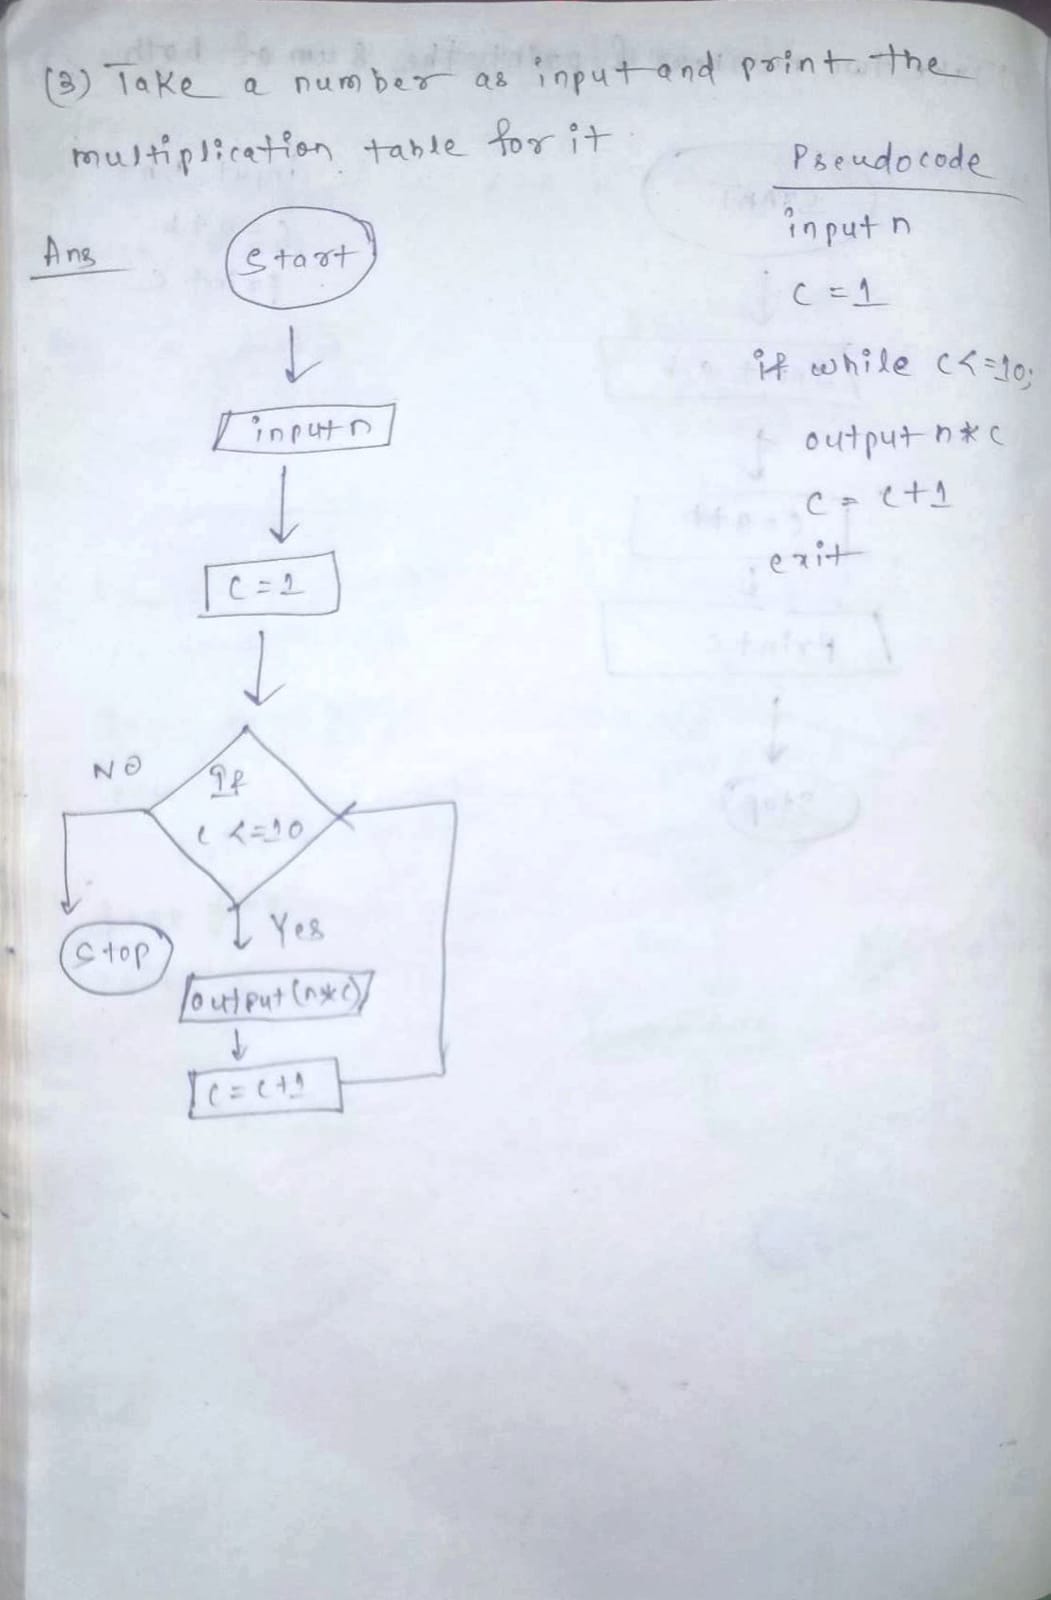 (3) Take a number as input and print the
multiplication table for it
Pseudocode
input n
c = 1
if while c<=10:
output n*c
c = c+1
exit
Ans
Start
input n
c = 1
NO
If
c <=10
Yes
Stop
output (n*c)
c = c+1